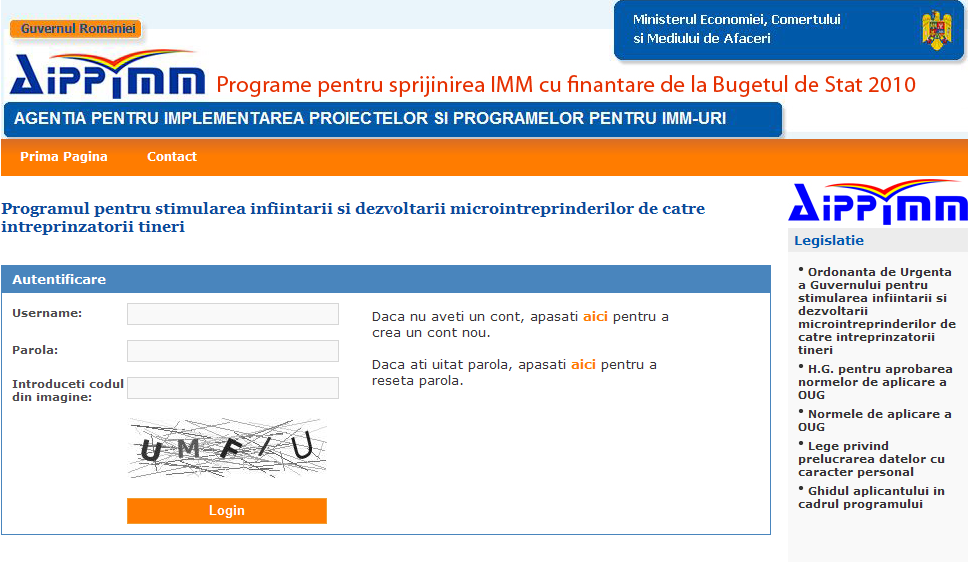 Guvernul Romaniei
Ministerul Economiei, Comertului
si Mediului de Afaceri
AIPPIMM
Programe pentru sprijinirea IMM cu finantare de la Bugetul de Stat 2010
AGENTIA PENTRU IMPLEMENTAREA PROIECTELOR SI PROGRAMELOR PENTRU IMM-URI
Prima Pagina
Contact
Programul pentru stimularea infiintarii si dezvoltarii microintreprinderilor de catre
intreprinzatorii tineri
Autentificare
Username:
Parola:
Introduceti codul
din imagine:
UMFIU
Login
Daca nu aveti un cont, apasati aici pentru a
crea un cont nou.
Daca ati uitat parola, apasati aici pentru a
reseta parola.
AIPPIMM
Legislatie
• Ordonanta de Urgenta
a Guvernului pentru
stimularea infiintarii si
dezvoltarii
microintreprinderilor de
catre intreprinzatorii
tineri
• H.G. pentru aprobarea
normelor de aplicare a
OUG
• Normele de aplicare a
OUG
• Lege privind
prelucrarea datelor cu
caracter personal
• Ghidul aplicantului in
cadrul programului